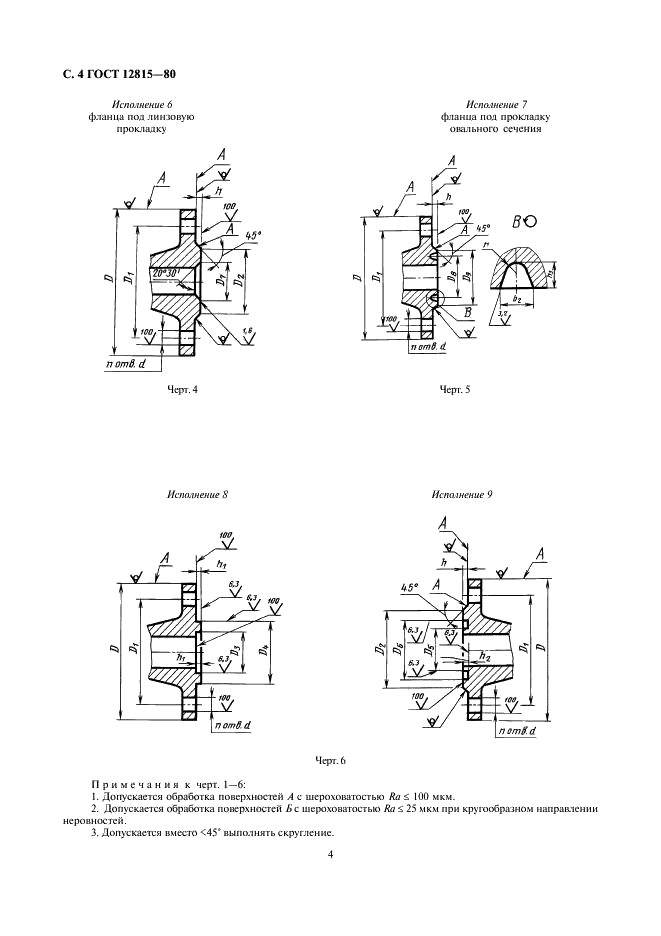 С. 4 ГОСТ 12815—80
Исполнение 6
фланца под линзовую
прокладку
Исполнение 7
фланца под прокладку
овального сечения
A
A
h
100
A
45°
D
D1
20°30'
D7
D2
100
1,6
n отв. d
Черт. 4
A
A
h
100
A
45°
B
r
D
D1
D8
D9
h3
b2
3,2
B
100
n отв. d
Черт. 5
Исполнение 8
Исполнение 9
100
A
h1
6,3
6,3
100
D
D1
D3
D4
h1
6,3
100
n отв. d
A
h
A
45°
A
6,3
6,3
D2
D6
D5
h2
D1
D
6,3
100
100
n отв. d
Черт. 6
Примечания к черт. 1—6:
1. Допускается обработка поверхностей А с шероховатостью Ra ≤ 100 мкм.
2. Допускается обработка поверхностей Б с шероховатостью Ra ≤ 25 мкм при кругообразном направлении
неровностей.
3. Допускается вместо <45° выполнять скругление.
4